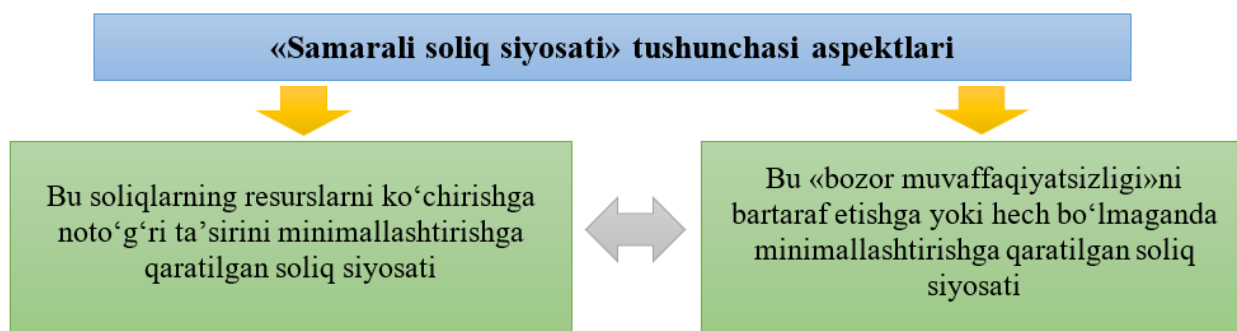 «Samarali soliq siyosati» tushunchasi aspektlari
Bu soliqlarning resurslarni ko‘chirishga
noto‘g‘ri ta’sirini minimallashtirishga
qaratilgan soliq siyosati
Bu «bozor muvaffaqiyatsizligi»ni
bartaraf etishga yoki hech bo‘lmaganda
minimallashtirishga qaratilgan soliq
siyosati